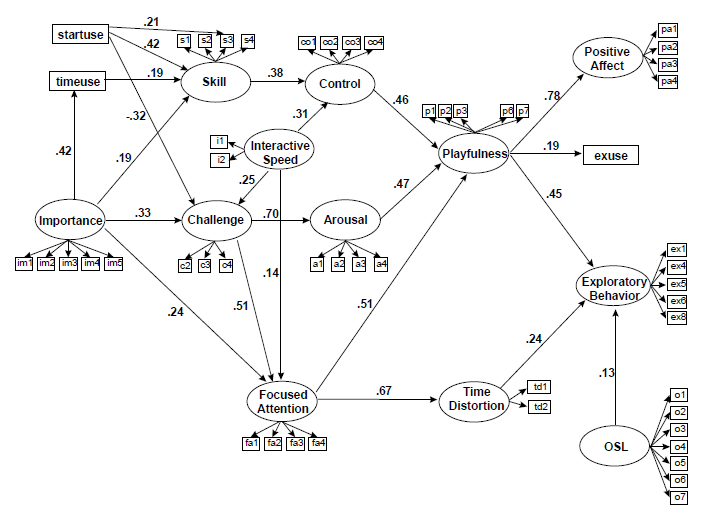 startuse
.21
s1 s2 s3 s4
.42
co1 co2 co3 co4
pa1
pa2
pa3
pa4
Positive
Affect
timeuse
.19
Skill
.38
Control
.46
p1 p2 p3 p6 p7
.78
-.32
.31
i1
i2
Interactive
Speed
Playfulness
.19
exuse
.42
.19
.25
.47
.45
Importance
.33
Challenge
.70
Arousal
im1 im2 im3 im4 im5
c2 c3 c4
a1 a2 a3 a4
.14
.24
.51
.51
ex1
ex4
ex5
ex6
ex8
Exploratory
Behavior
.24
Focused
Attention
.67
Time
Distortion
td1
td2
.13
fa1 fa2 fa3 fa4
OSL
o1
o2
o3
o4
o5
o6
o7